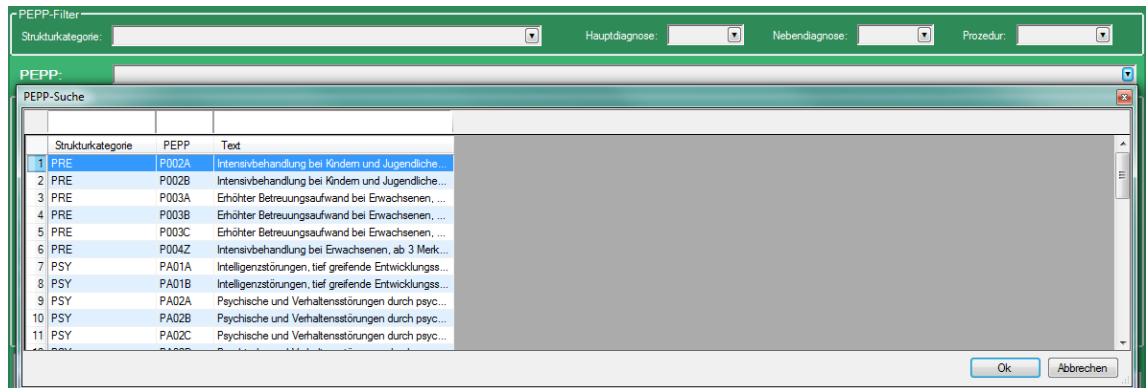 PEPP-Filter
Strukturkategorie: Hauptdiagnose: Nebendiagnose: Prozedur:
PEPP:
PEPP-Suche
Strukturkategorie PEPP Text
1 PRE P002A Intensivbehandlung bei Kindern und Jugendliche...
2 PRE P002B Intensivbehandlung bei Kindern und Jugendliche...
3 PRE P003A Erhöhter Betreuungsaufwand bei Erwachsenen, ...
4 PRE P003B Erhöhter Betreuungsaufwand bei Erwachsenen, ...
5 PRE P003C Erhöhter Betreuungsaufwand bei Erwachsenen, ...
6 PRE P004Z Intensivbehandlung bei Erwachsenen, ab 3 Merk...
7 PSY PA01A Intelligenzstörungen, tief greifende Entwicklungss...
8 PSY PA01B Intelligenzstörungen, tief greifende Entwicklungss...
9 PSY PA02A Psychische und Verhaltensstörungen durch psyc...
10 PSY PA02B Psychische und Verhaltensstörungen durch psyc...
11 PSY PA02C Psychische und Verhaltensstörungen durch psyc...
Ok Abbrechen